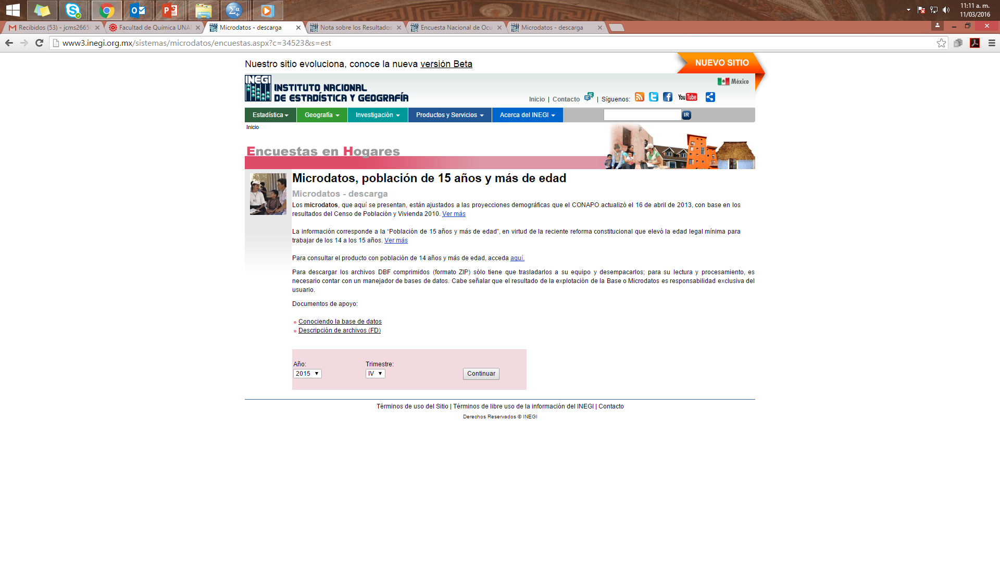 11:11 a. m.
11/03/2016
Recibidos (53) - jcms2665
Facultad de Química UNA
Microdatos - descarga
Nota sobre los Resultados
Encuesta Nacional de Ocu
Microdatos - descarga
www3.inegi.org.mx/sistemas/microdatos/encuestas.aspx?c=34523&s=est
Nuestro sitio evoluciona, conoce la nueva versión Beta
NUEVO SITIO
INEGI
INSTITUTO NACIONAL
DE ESTADÍSTICA Y GEOGRAFÍA
México
Inicio | Contacto | Síguenos: YouTube
Estadística Geografía Investigación Productos y Servicios Acerca del INEGI IR
Inicio
Encuestas en Hogares
Microdatos, población de 15 años y más de edad
Microdatos - descarga
Los microdatos, que aquí se presentan, están ajustados a las proyecciones demográficas que el CONAPO actualizó el 16 de abril de 2013, con base en los
resultados del Censo de Población y Vivienda 2010. Ver más
La información corresponde a la “Población de 15 años y más de edad”, en virtud de la reciente reforma constitucional que elevó la edad legal mínima para
trabajar de los 14 a los 15 años. Ver más
Para consultar el producto con población de 14 años y más de edad, acceda aquí.
Para descargar los archivos DBF comprimidos (formato ZIP) sólo tiene que trasladarlos a su equipo y desempacarlos; para su lectura y procesamiento, es
necesario contar con un manejador de bases de datos. Cabe señalar que el resultado de la explotación de la Base o Microdatos es responsabilidad exclusiva del
usuario.
Documentos de apoyo:
Conociendo la base de datos
Descripción de archivos (FD)
Año: Trimestre:
2015 IV Continuar
Términos de uso del Sitio | Términos de libre uso de la información del INEGI | Contacto
Derechos Reservados © INEGI